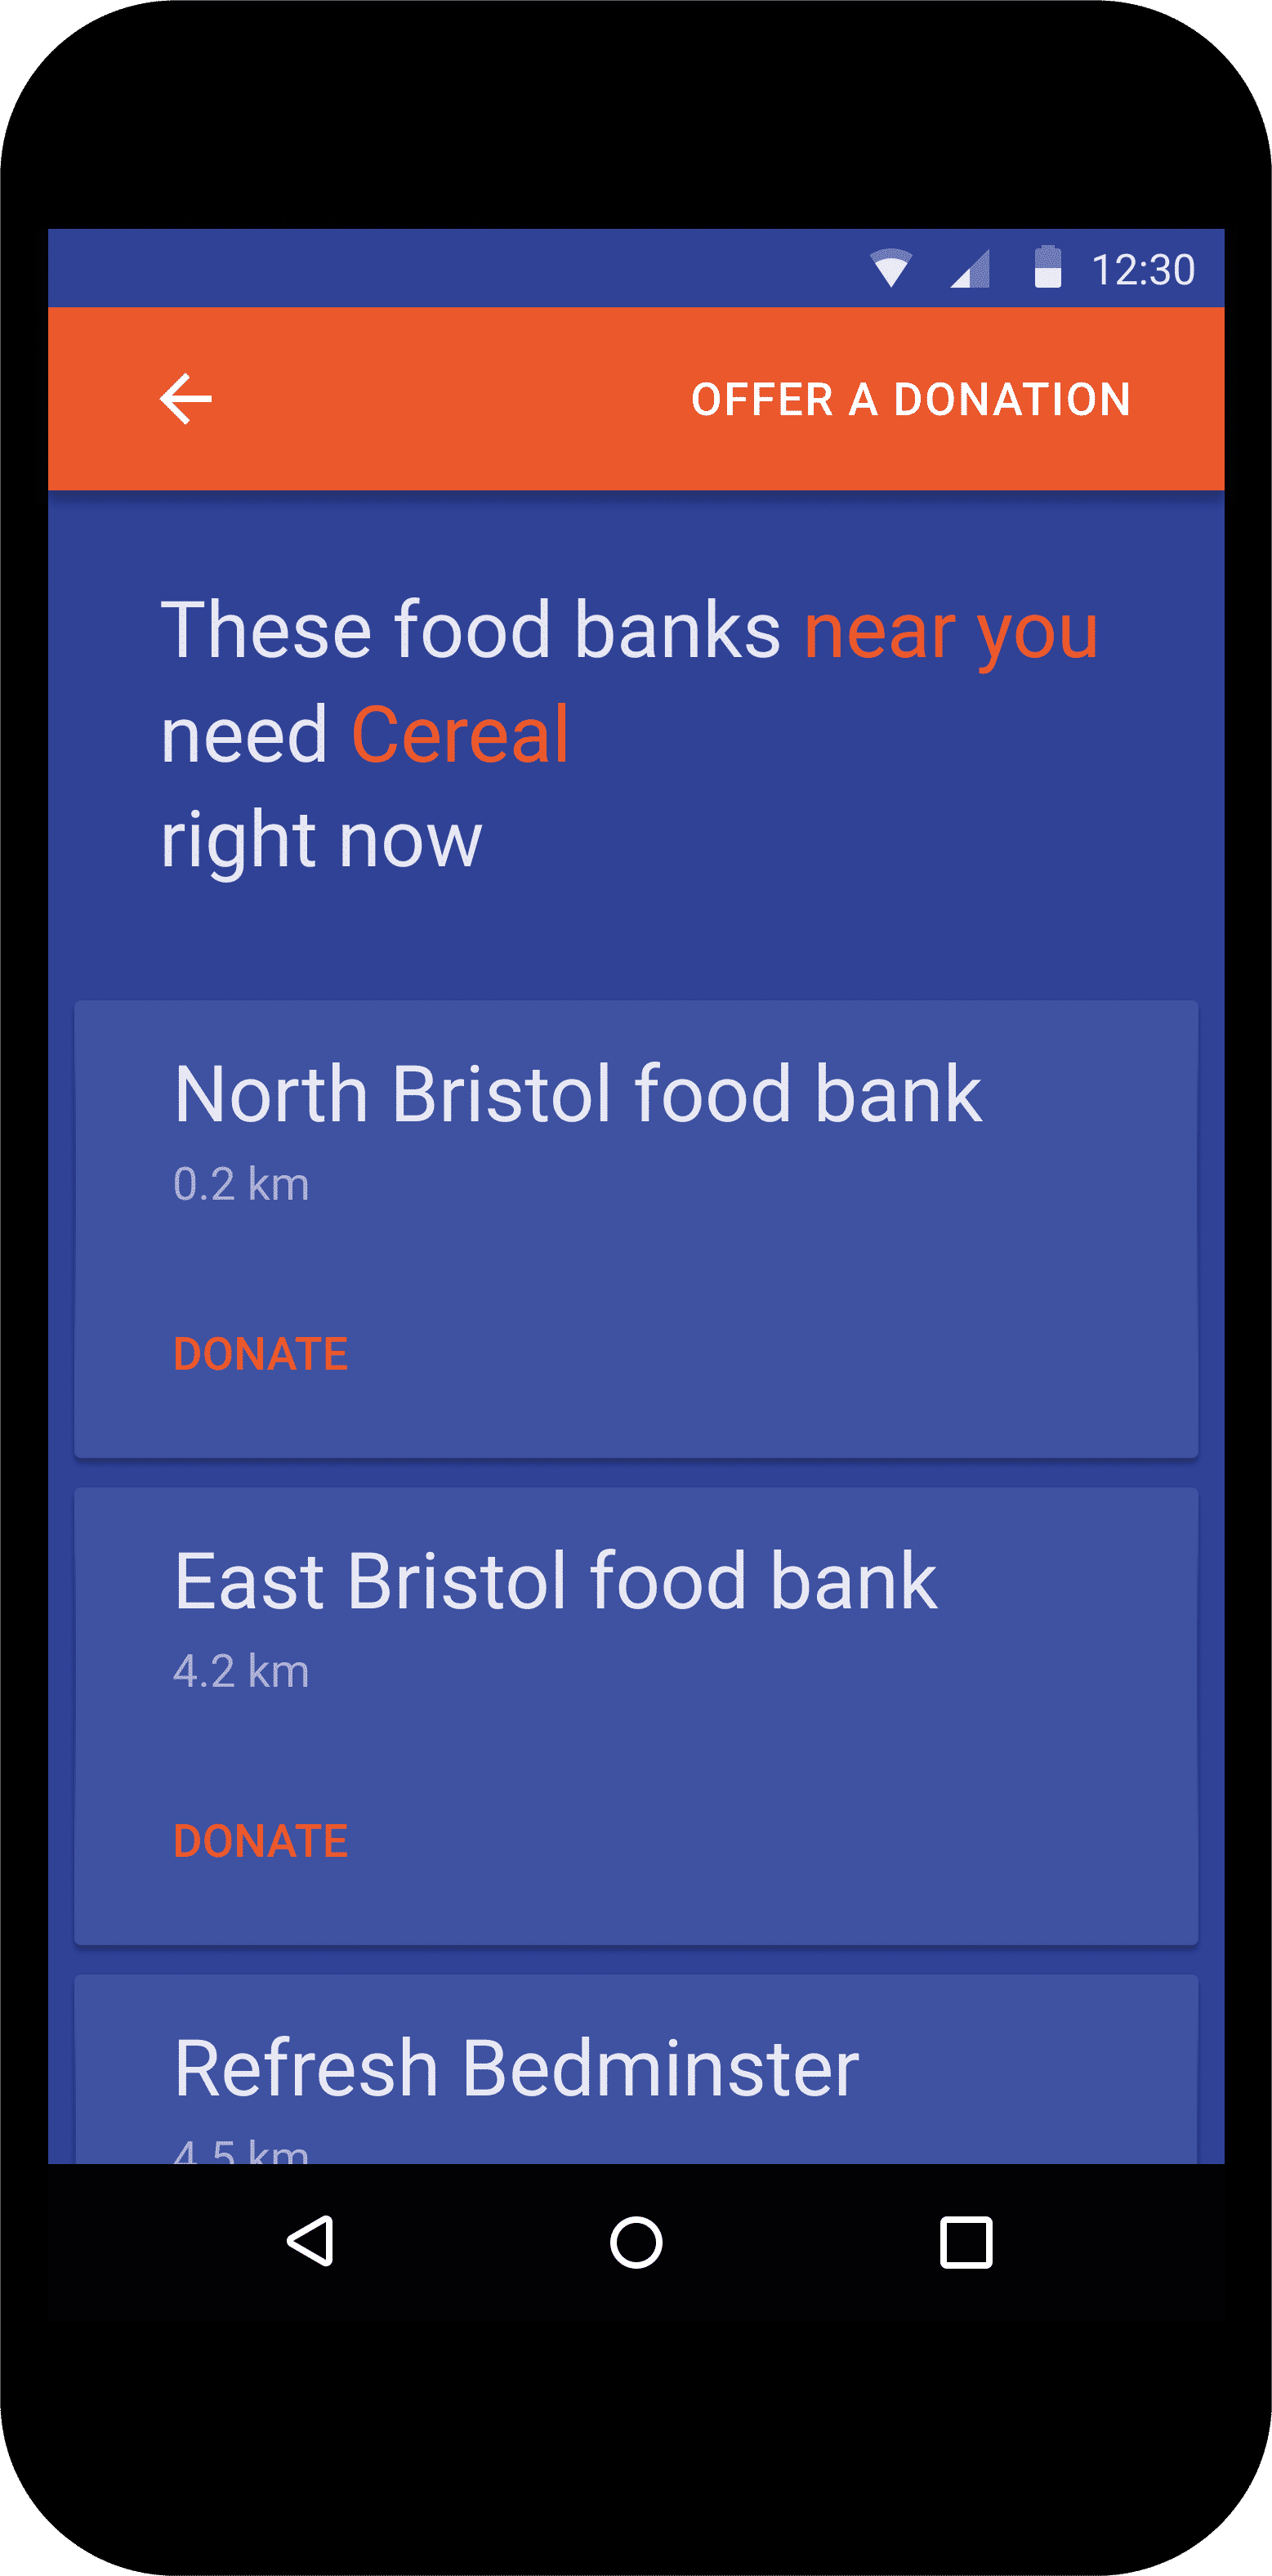 12:30
OFFER A DONATION
These food banks near you
need Cereal
right now
North Bristol food bank
0.2 km
DONATE
East Bristol food bank
4.2 km
DONATE
Refresh Bedminster
4.5 km